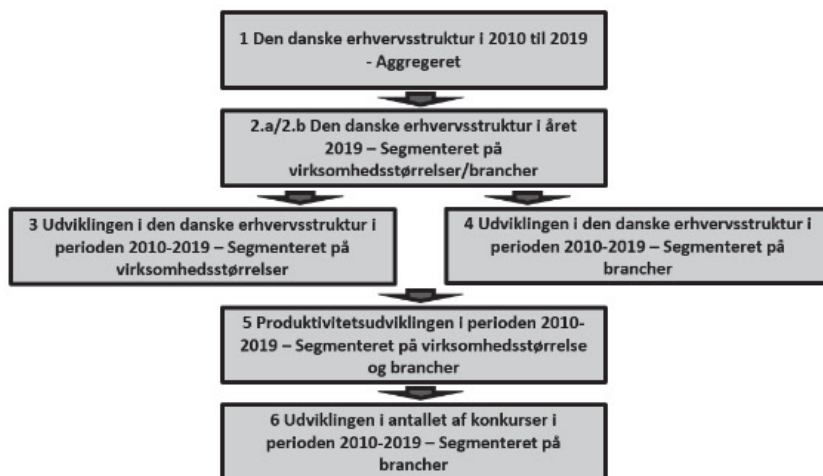 1 Den danske erhvervsstruktur i 2010 til 2019
- Aggregeret
2.a/2.b Den danske erhvervsstruktur i året
2019 – Segmenteret på
virksomhedsstørrelser/brancher
3 Udviklingen i den danske erhvervsstruktur i
perioden 2010-2019 – Segmenteret på
virksomhedsstørrelser
4 Udviklingen i den danske erhvervsstruktur i
perioden 2010-2019 – Segmenteret på
brancher
5 Produktivitetsudviklingen i perioden 2010-
2019 – Segmenteret på virksomhedsstørrelse
og brancher
6 Udviklingen i antallet af konkurser i
perioden 2010-2019 – Segmenteret på
brancher